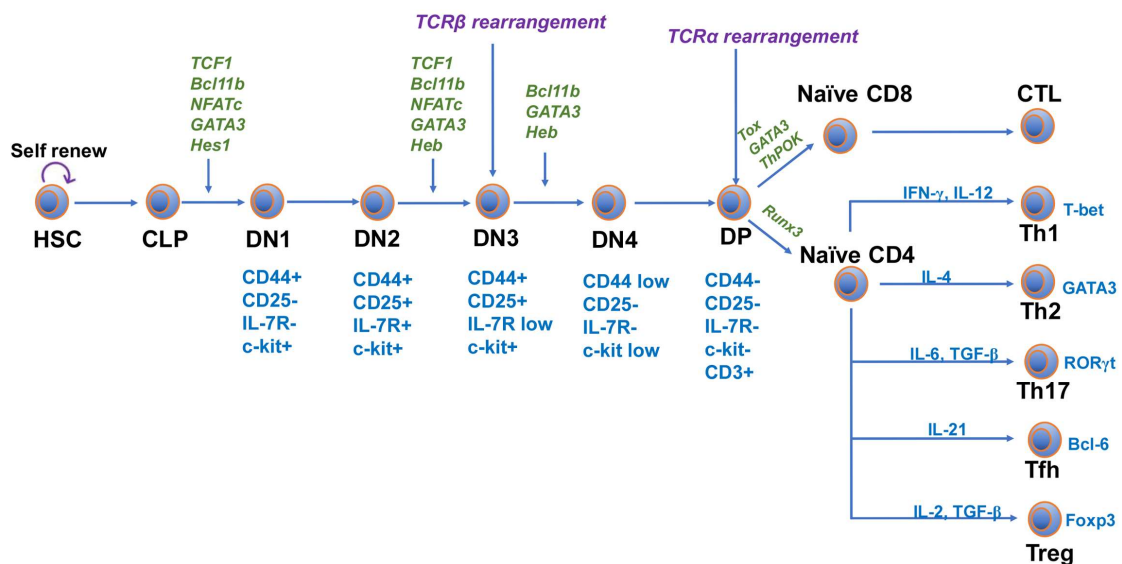 TCRβ rearrangement
TCRα rearrangement
TCF1
Bcl11b
NFATc
GATA3
Hes1
TCF1
Bcl11b
NFATc
GATA3
Heb
Bcl11b
GATA3
Heb
Tox
GATA3
ThPOK
Runx3
Self renew
HSC
CLP
DN1
CD44+
CD25-
IL-7R-
c-kit+
DN2
CD44+
CD25+
IL-7R+
c-kit+
DN3
CD44+
CD25+
IL-7R low
c-kit+
DN4
CD44 low
CD25-
IL-7R-
c-kit low
DP
CD44-
CD25-
IL-7R-
c-kit-
CD3+
Naïve CD8
CTL
Naïve CD4
IFN-γ, IL-12
T-bet
Th1
IL-4
GATA3
Th2
IL-6, TGF-β
RORγt
Th17
IL-21
Bcl-6
Tfh
IL-2, TGF-β
Foxp3
Treg